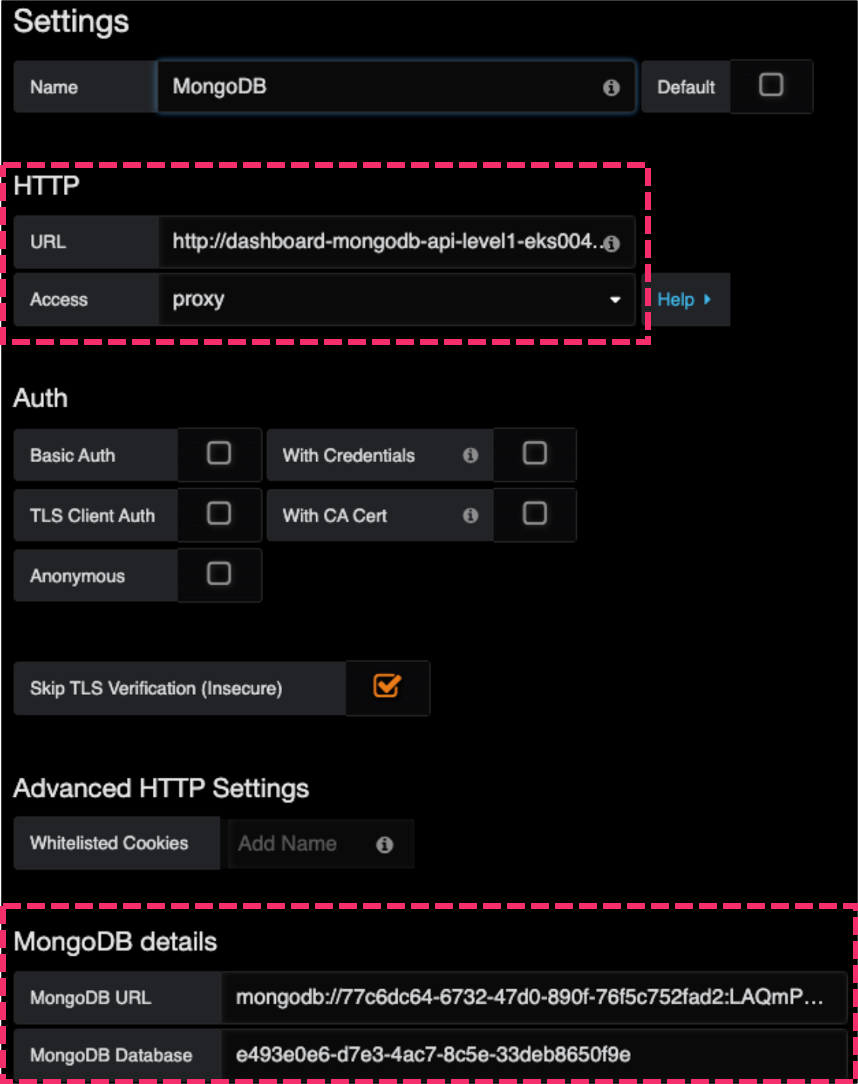 Settings
Name MongoDB Default
HTTP
URL http://dashboard-mongodb-api-level1-eks004...
Access proxy Help
Auth
Basic Auth With Credentials
TLS Client Auth With CA Cert
Anonymous
Skip TLS Verification (Insecure)
Advanced HTTP Settings
Whitelisted Cookies Add Name
MongoDB details
MongoDB URL mongodb://77c6dc64-6732-47d0-890f-76f5c752fad2:LAQmP...
MongoDB Database e493e0e6-d7e3-4ac7-8c5e-33deb8650f9e